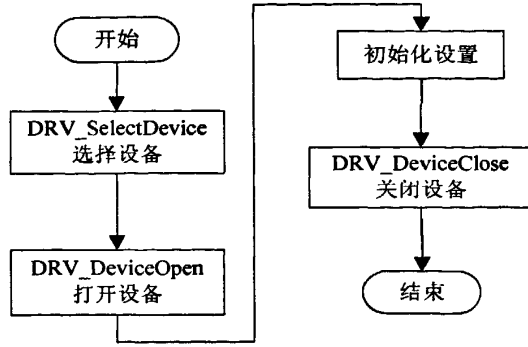 开始
DRV_SelectDevice
选择设备
DRV_DeviceOpen
打开设备
初始化设置
DRV_DeviceClose
关闭设备
结束